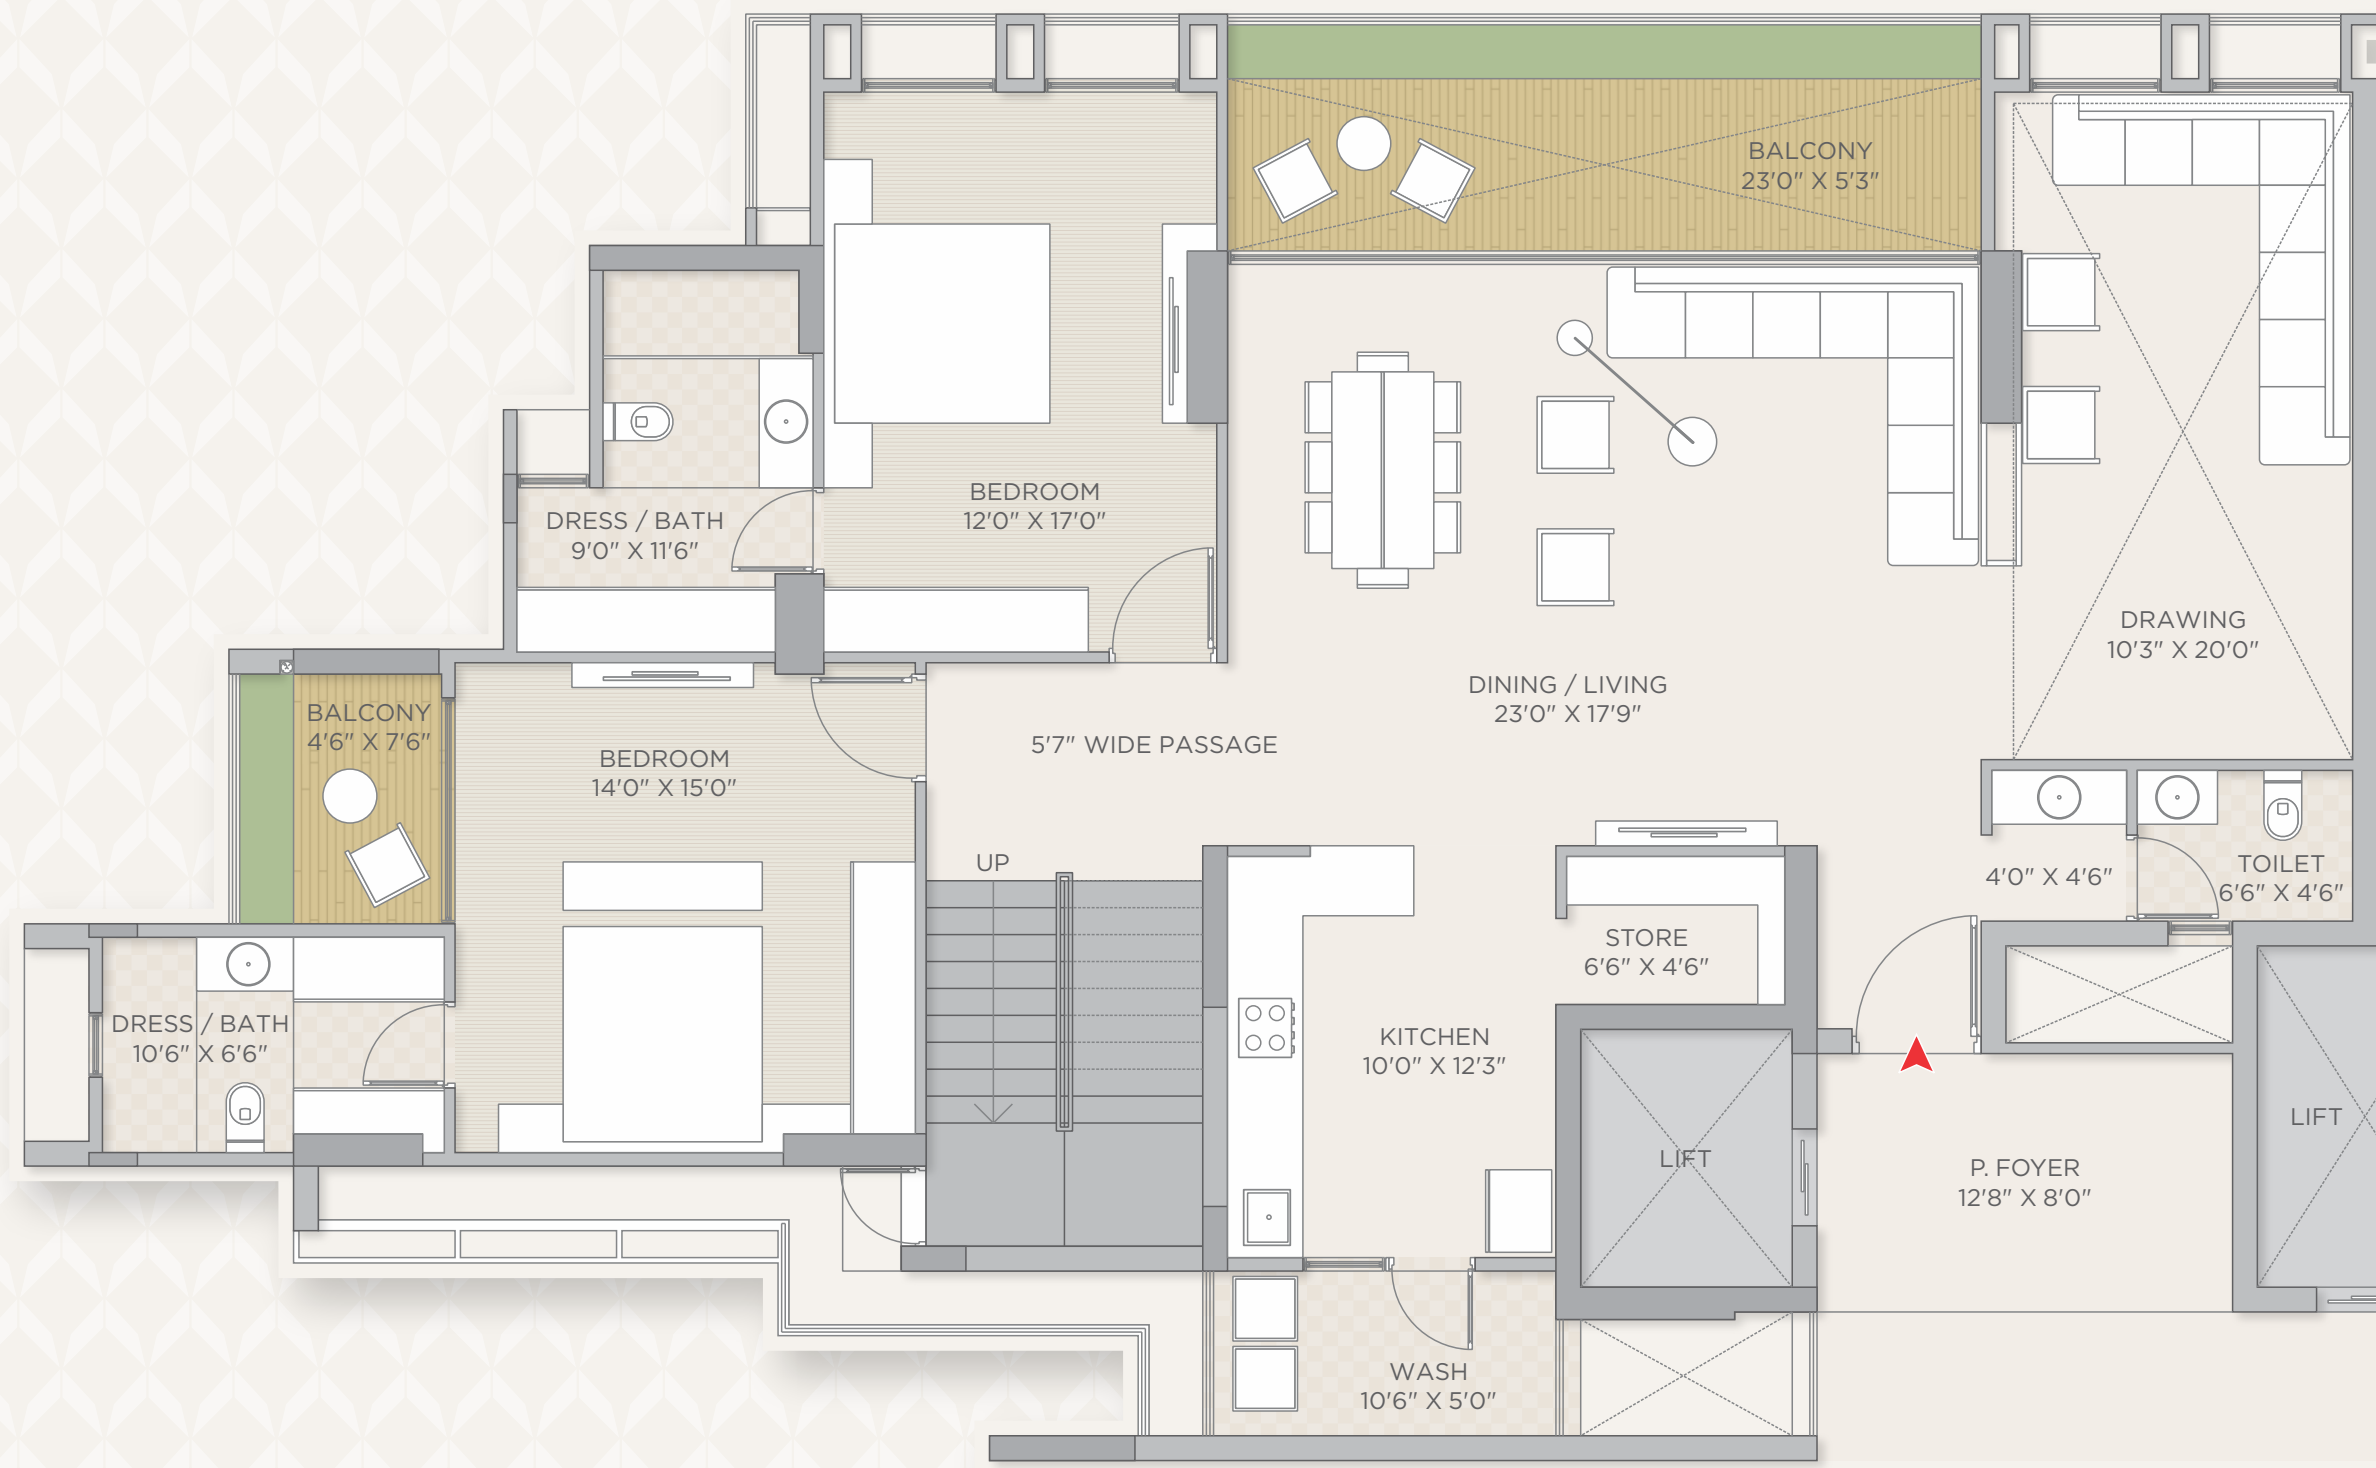 BALCONY
23'0" X 5'3"
BEDROOM
12'0" X 17'0"
DRESS / BATH
9'0" X 11'6"
DRAWING
10'3" X 20'0"
DINING / LIVING
23'0" X 17'9"
BALCONY
4'6" X 7'6"
BEDROOM
14'0" X 15'0"
5'7" WIDE PASSAGE
UP
4'0" X 4'6"
TOILET
6'6" X 4'6"
STORE
6'6" X 4'6"
DRESS / BATH
10'6" X 6'6"
KITCHEN
10'0" X 12'3"
LIFT
LIFT
P. FOYER
12'8" X 8'0"
WASH
10'6" X 5'0"